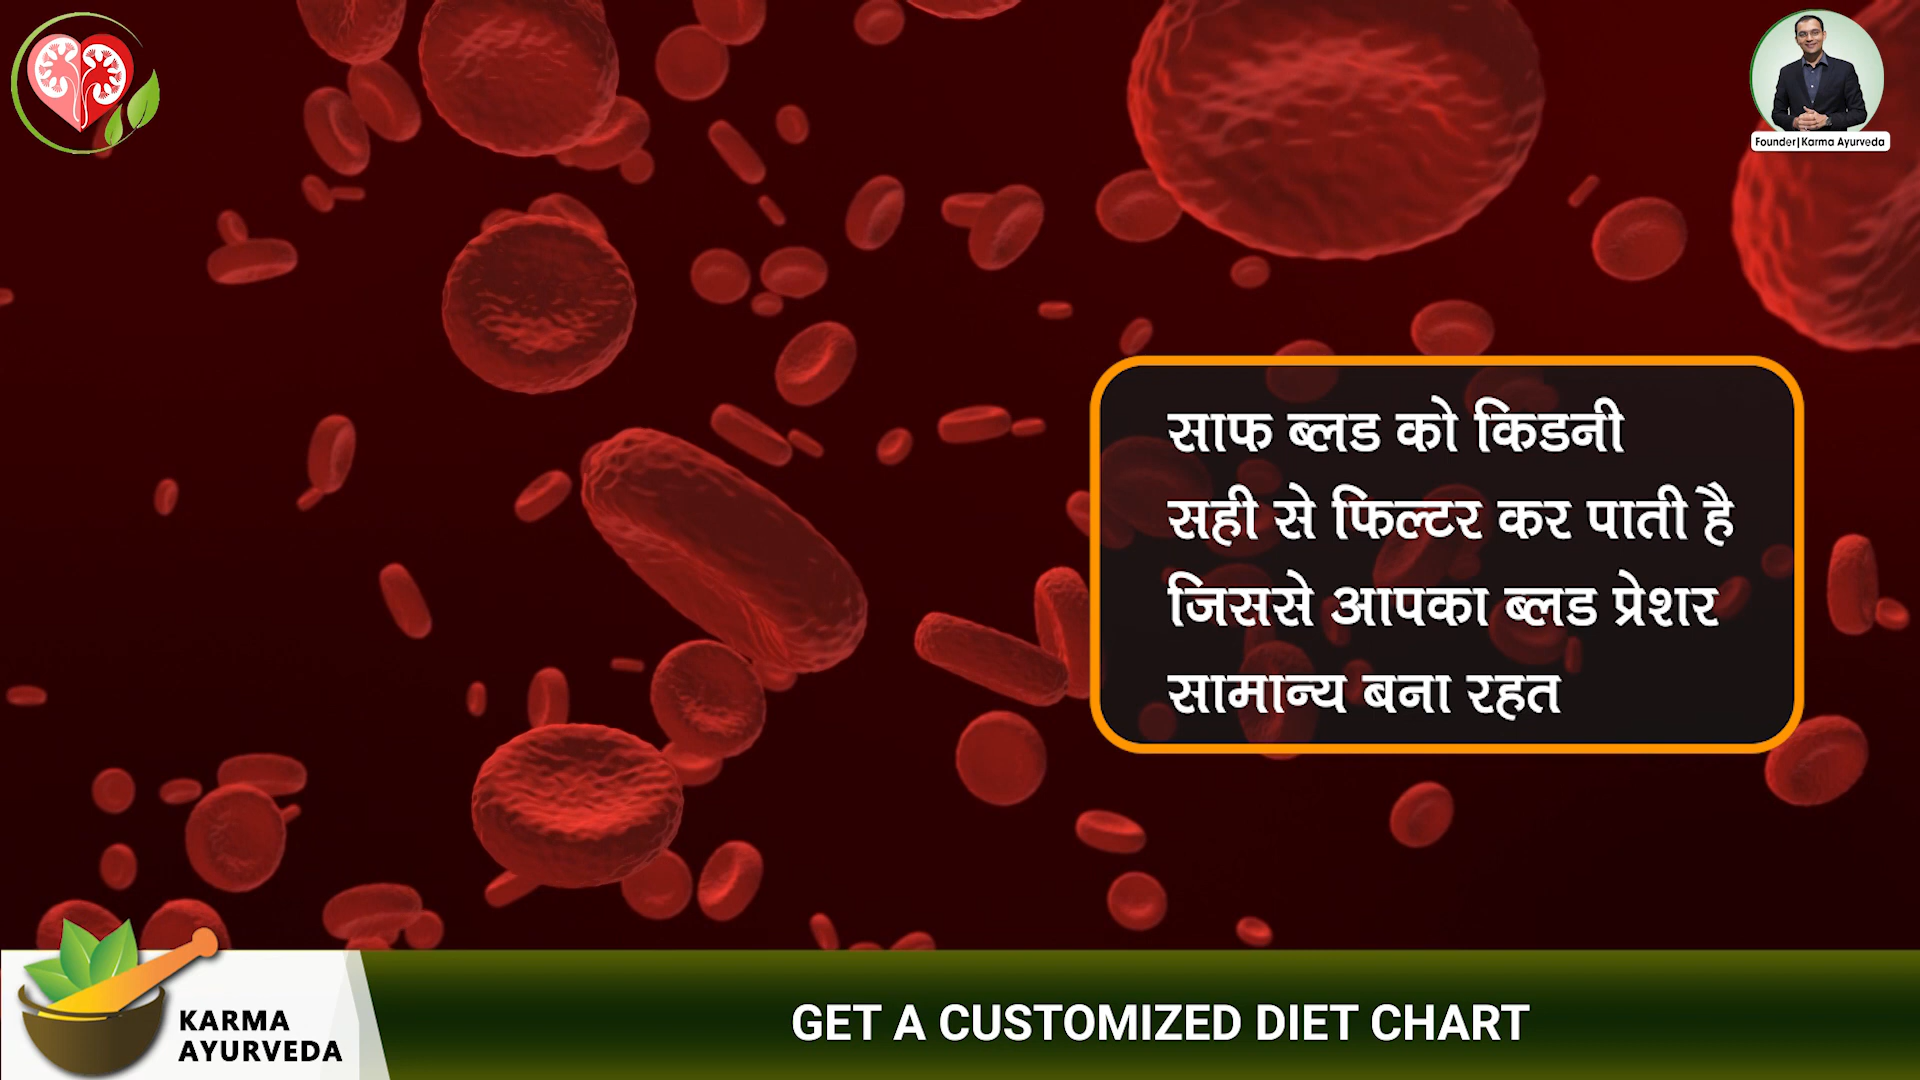 Founder|Karma Ayurveda
साफ ब्लड को किडनी
सही से फिल्टर कर पाती है
जिससे आपका ब्लड प्रेशर
सामान्य बना रहत
KARMA
AYURVEDA
GET A CUSTOMIZED DIET CHART